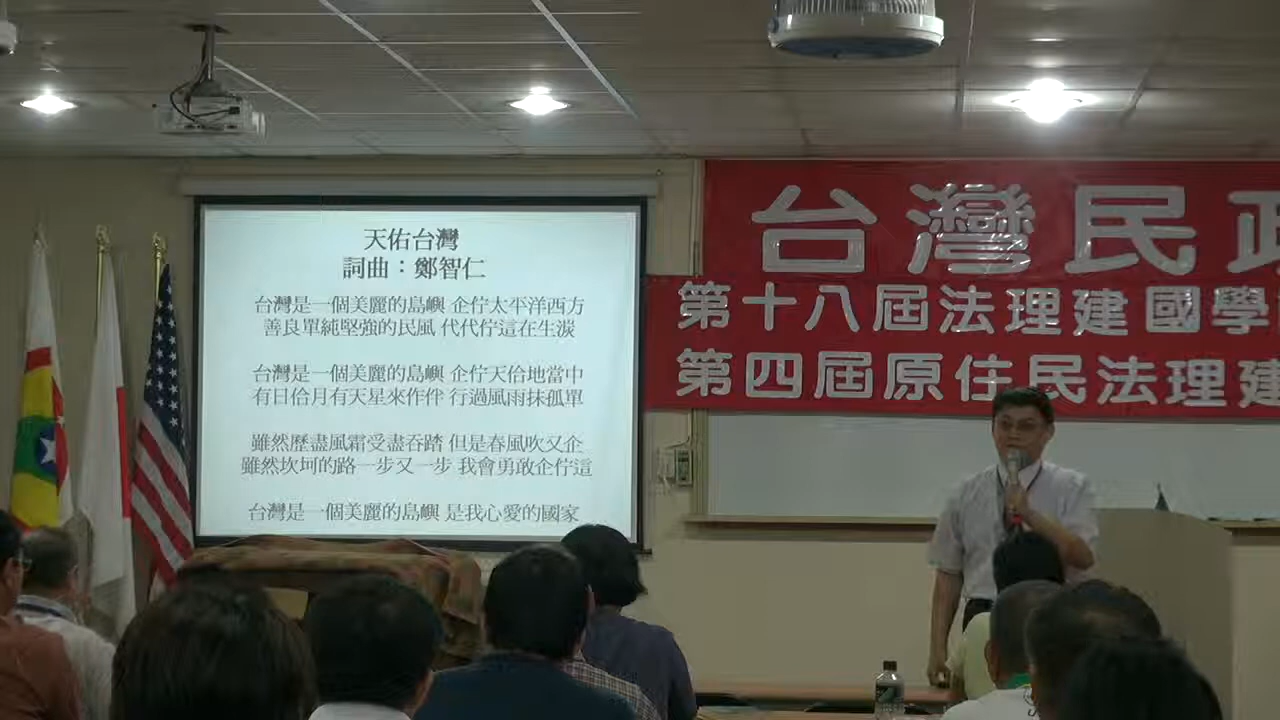 天佑台灣
詞曲：鄭智仁
台灣是一個美麗的島嶼 企佇太平洋西方
善良單純堅強的民風 代代佇這在生湠
台灣是一個美麗的島嶼 企佇天佮地當中
有日佮月有天星來作伴 行過風雨抹孤單
雖然歷盡風霜受盡吞踏 但是春風吹又企
雖然坎坷的路一步又一步 我會勇敢企佇這
台灣是一個美麗的島嶼 是我心愛的國家
台灣民政
第十八屆法理建國學
第四屆原住民法理建